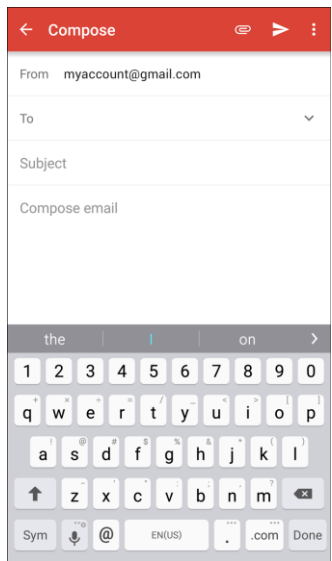 Compose
From myaccount@gmail.com
To
Subject
Compose email
the I on
1 2 3 4 5 6 7 8 9 0
q w e r t y u i o p
a s d f g h j k l
z x c v b n m
Sym @ EN(US) . .com Done